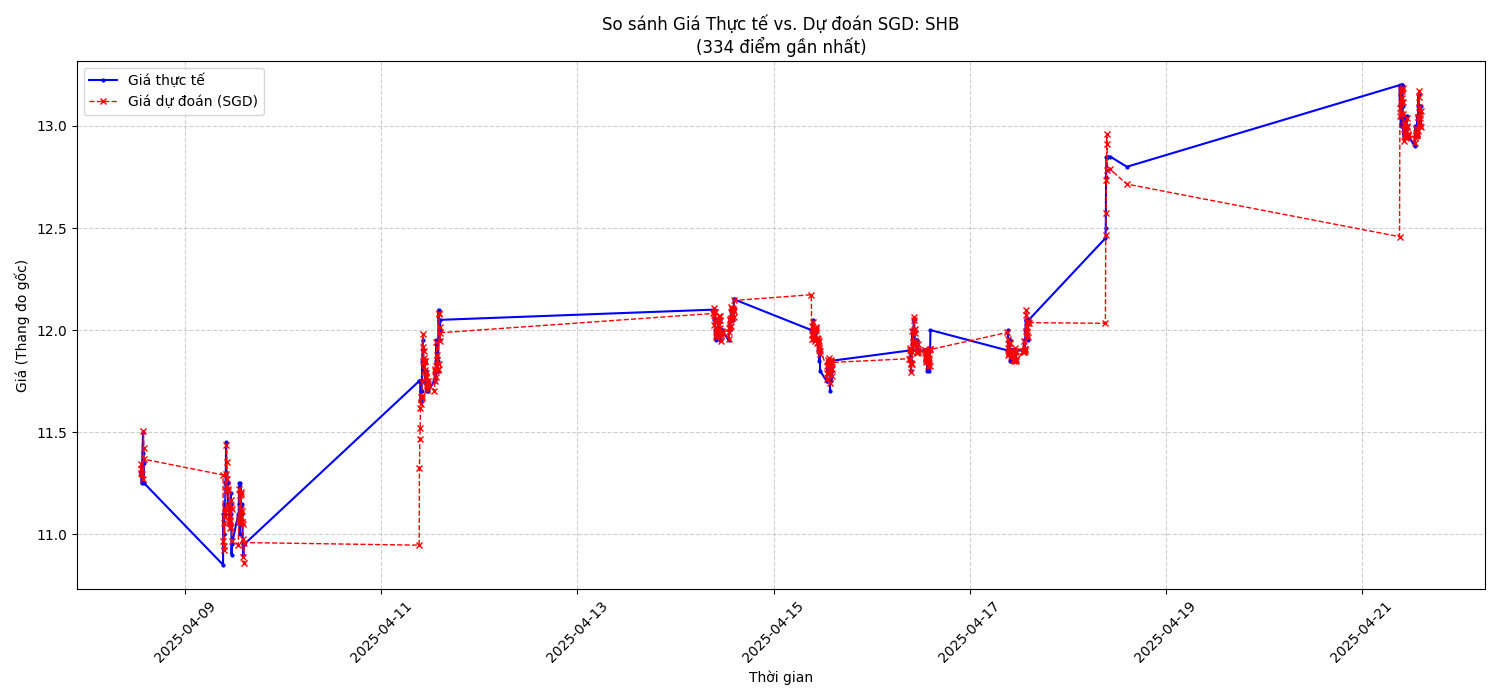 So sánh Giá Thực tế vs. Dự đoán SGD: SHB
(334 điểm gần nhất)
Giá thực tế
Giá dự đoán (SGD)
Giá (Thang đo gốc)
13.0
12.5
12.0
11.5
11.0
2025-04-09
2025-04-11
2025-04-13
2025-04-15
2025-04-17
2025-04-19
2025-04-21
Thời gian